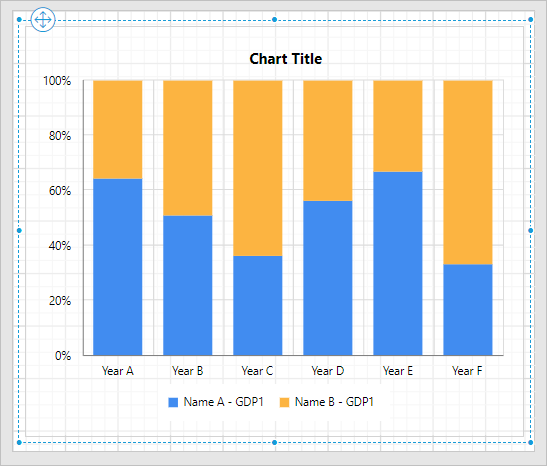 Chart Title
100%
80%
60%
40%
20%
0%
Year A Year B Year C Year D Year E Year F
Name A - GDP1 Name B - GDP1